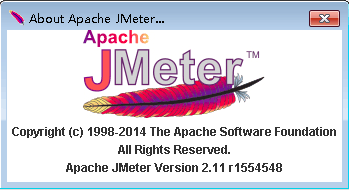 About Apache JMeter...
Apache
JMeter™
Copyright (c) 1998-2014 The Apache Software Foundation
All Rights Reserved.
Apache JMeter Version 2.11 r1554548